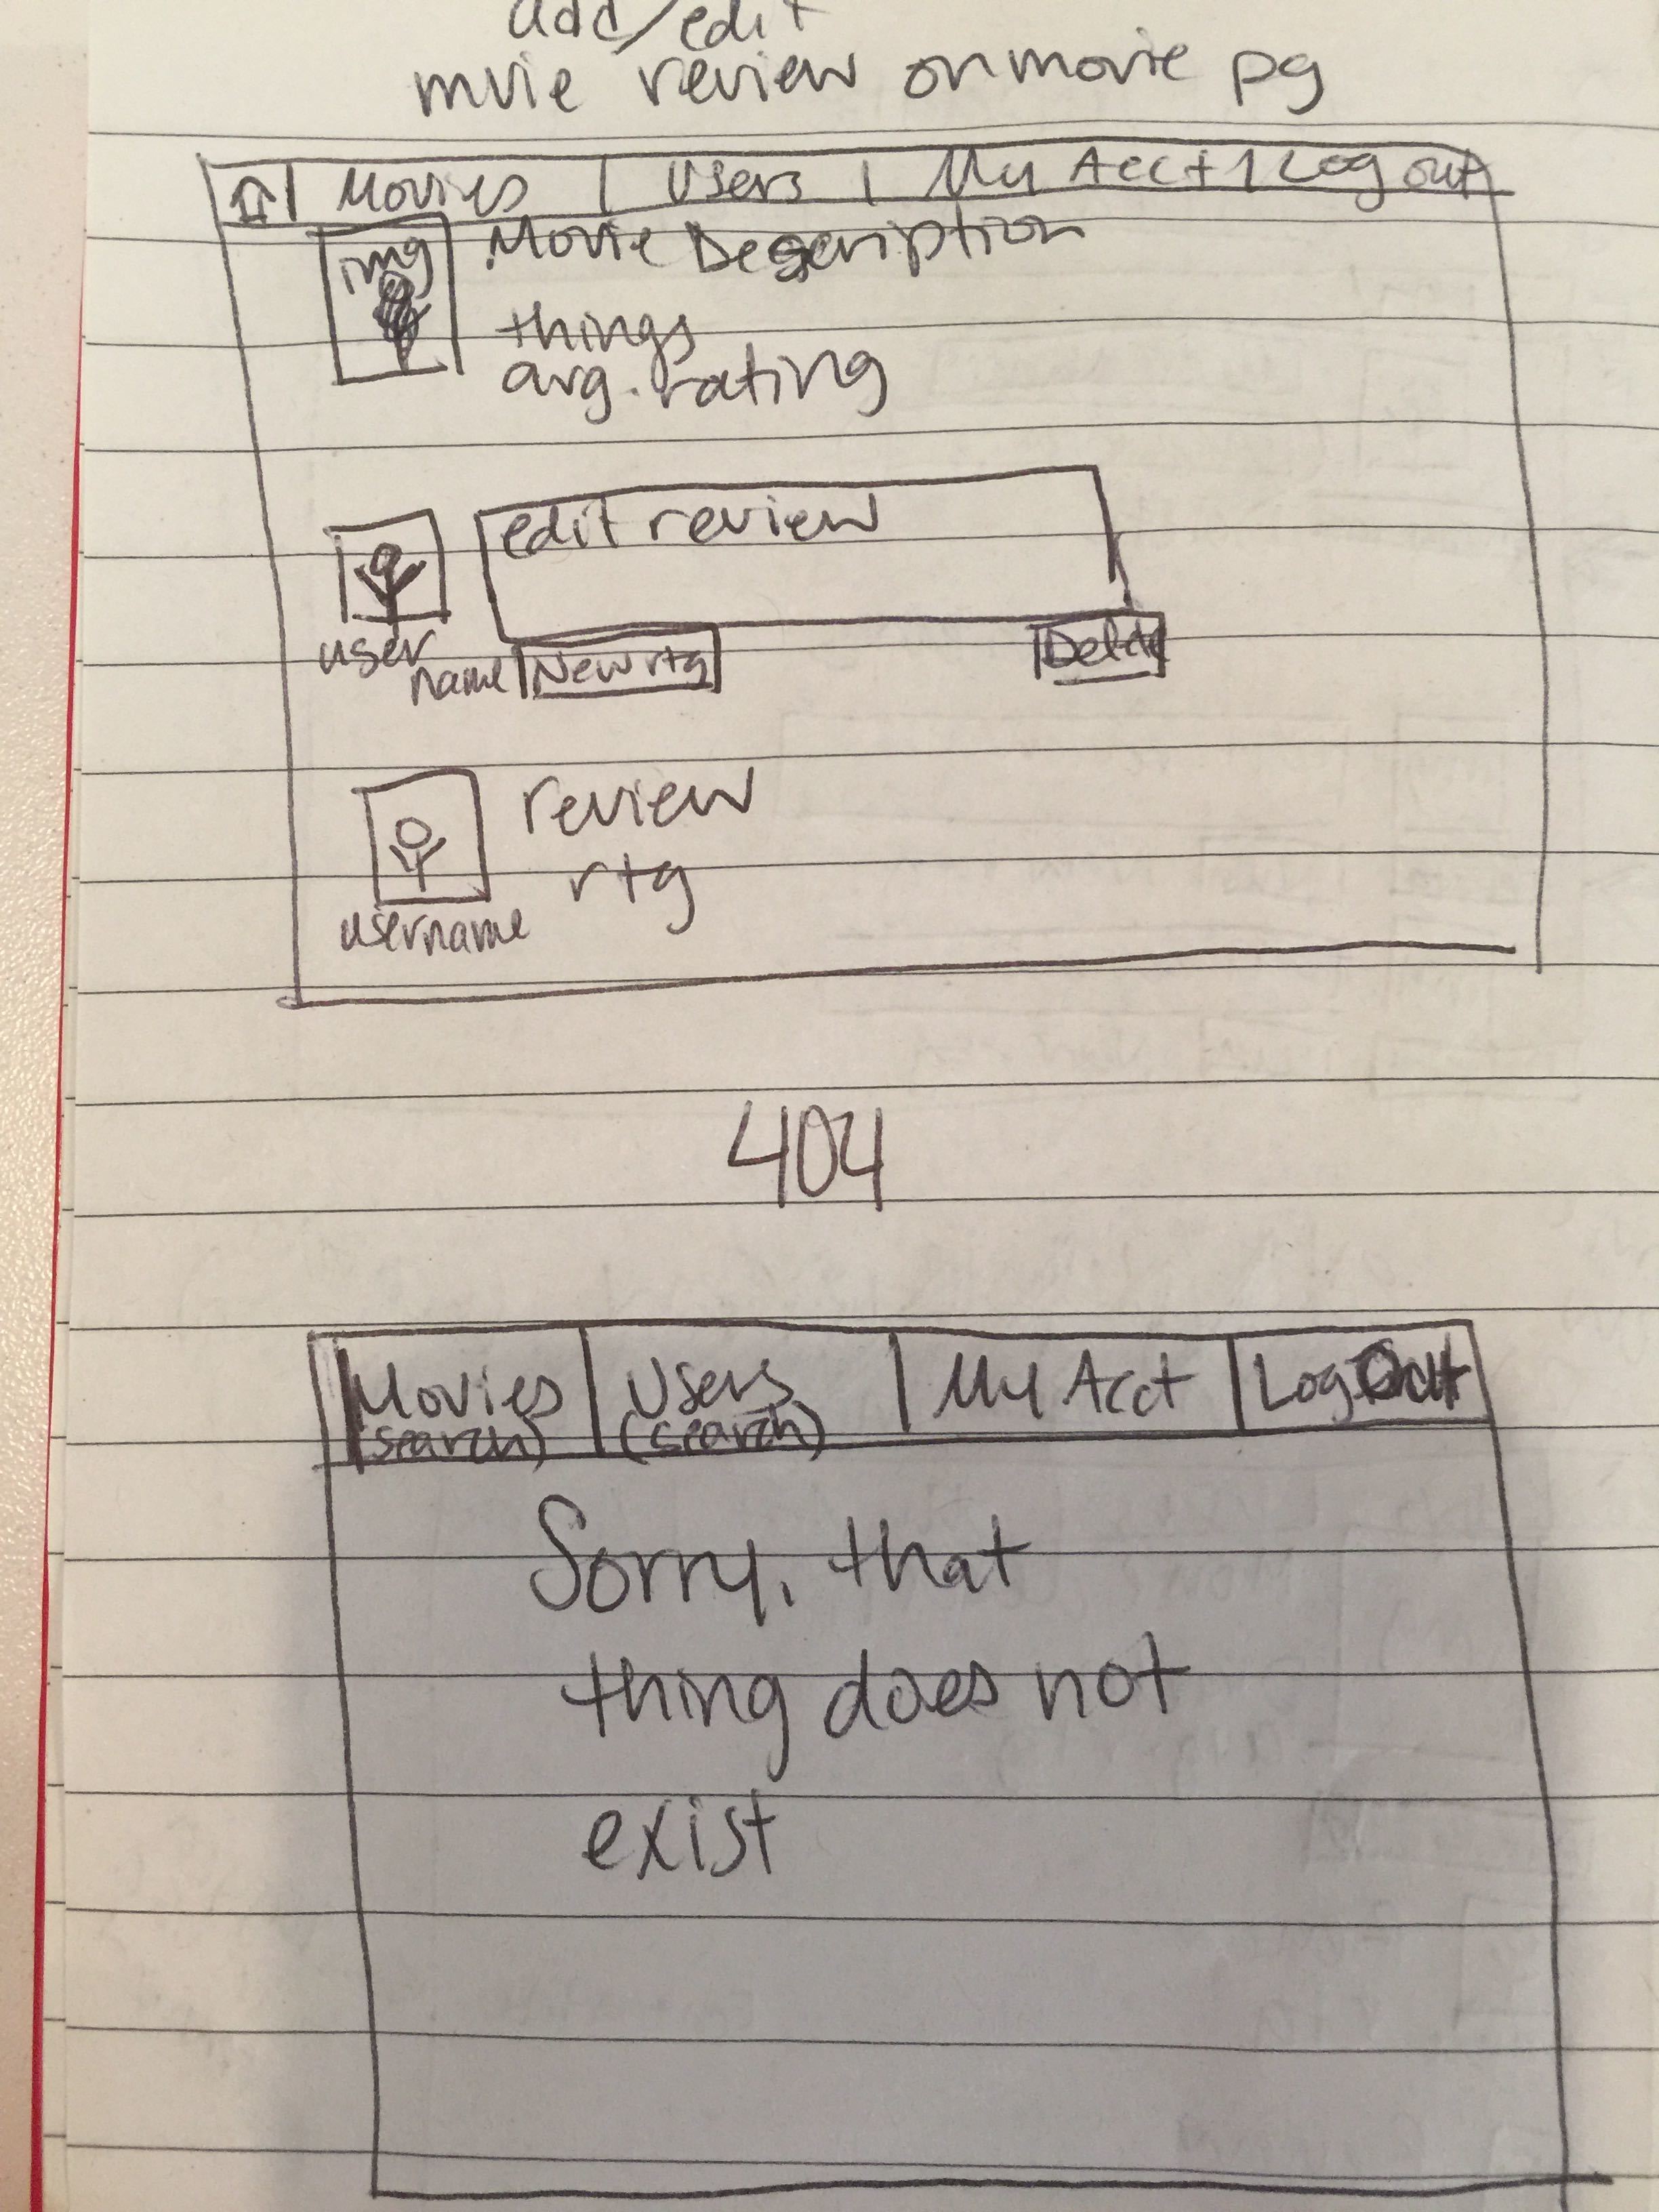 add/edit
mvie review on movie pg
Movies | Users | My Acct | Log out
img
Movie Description
things
avg. rating
edit review
user
name
New rtg
Delete
review
rtg
username
404
Movies | Users | My Acct | Log Out
(search) (search)
Sorry, that
thing does not
exist